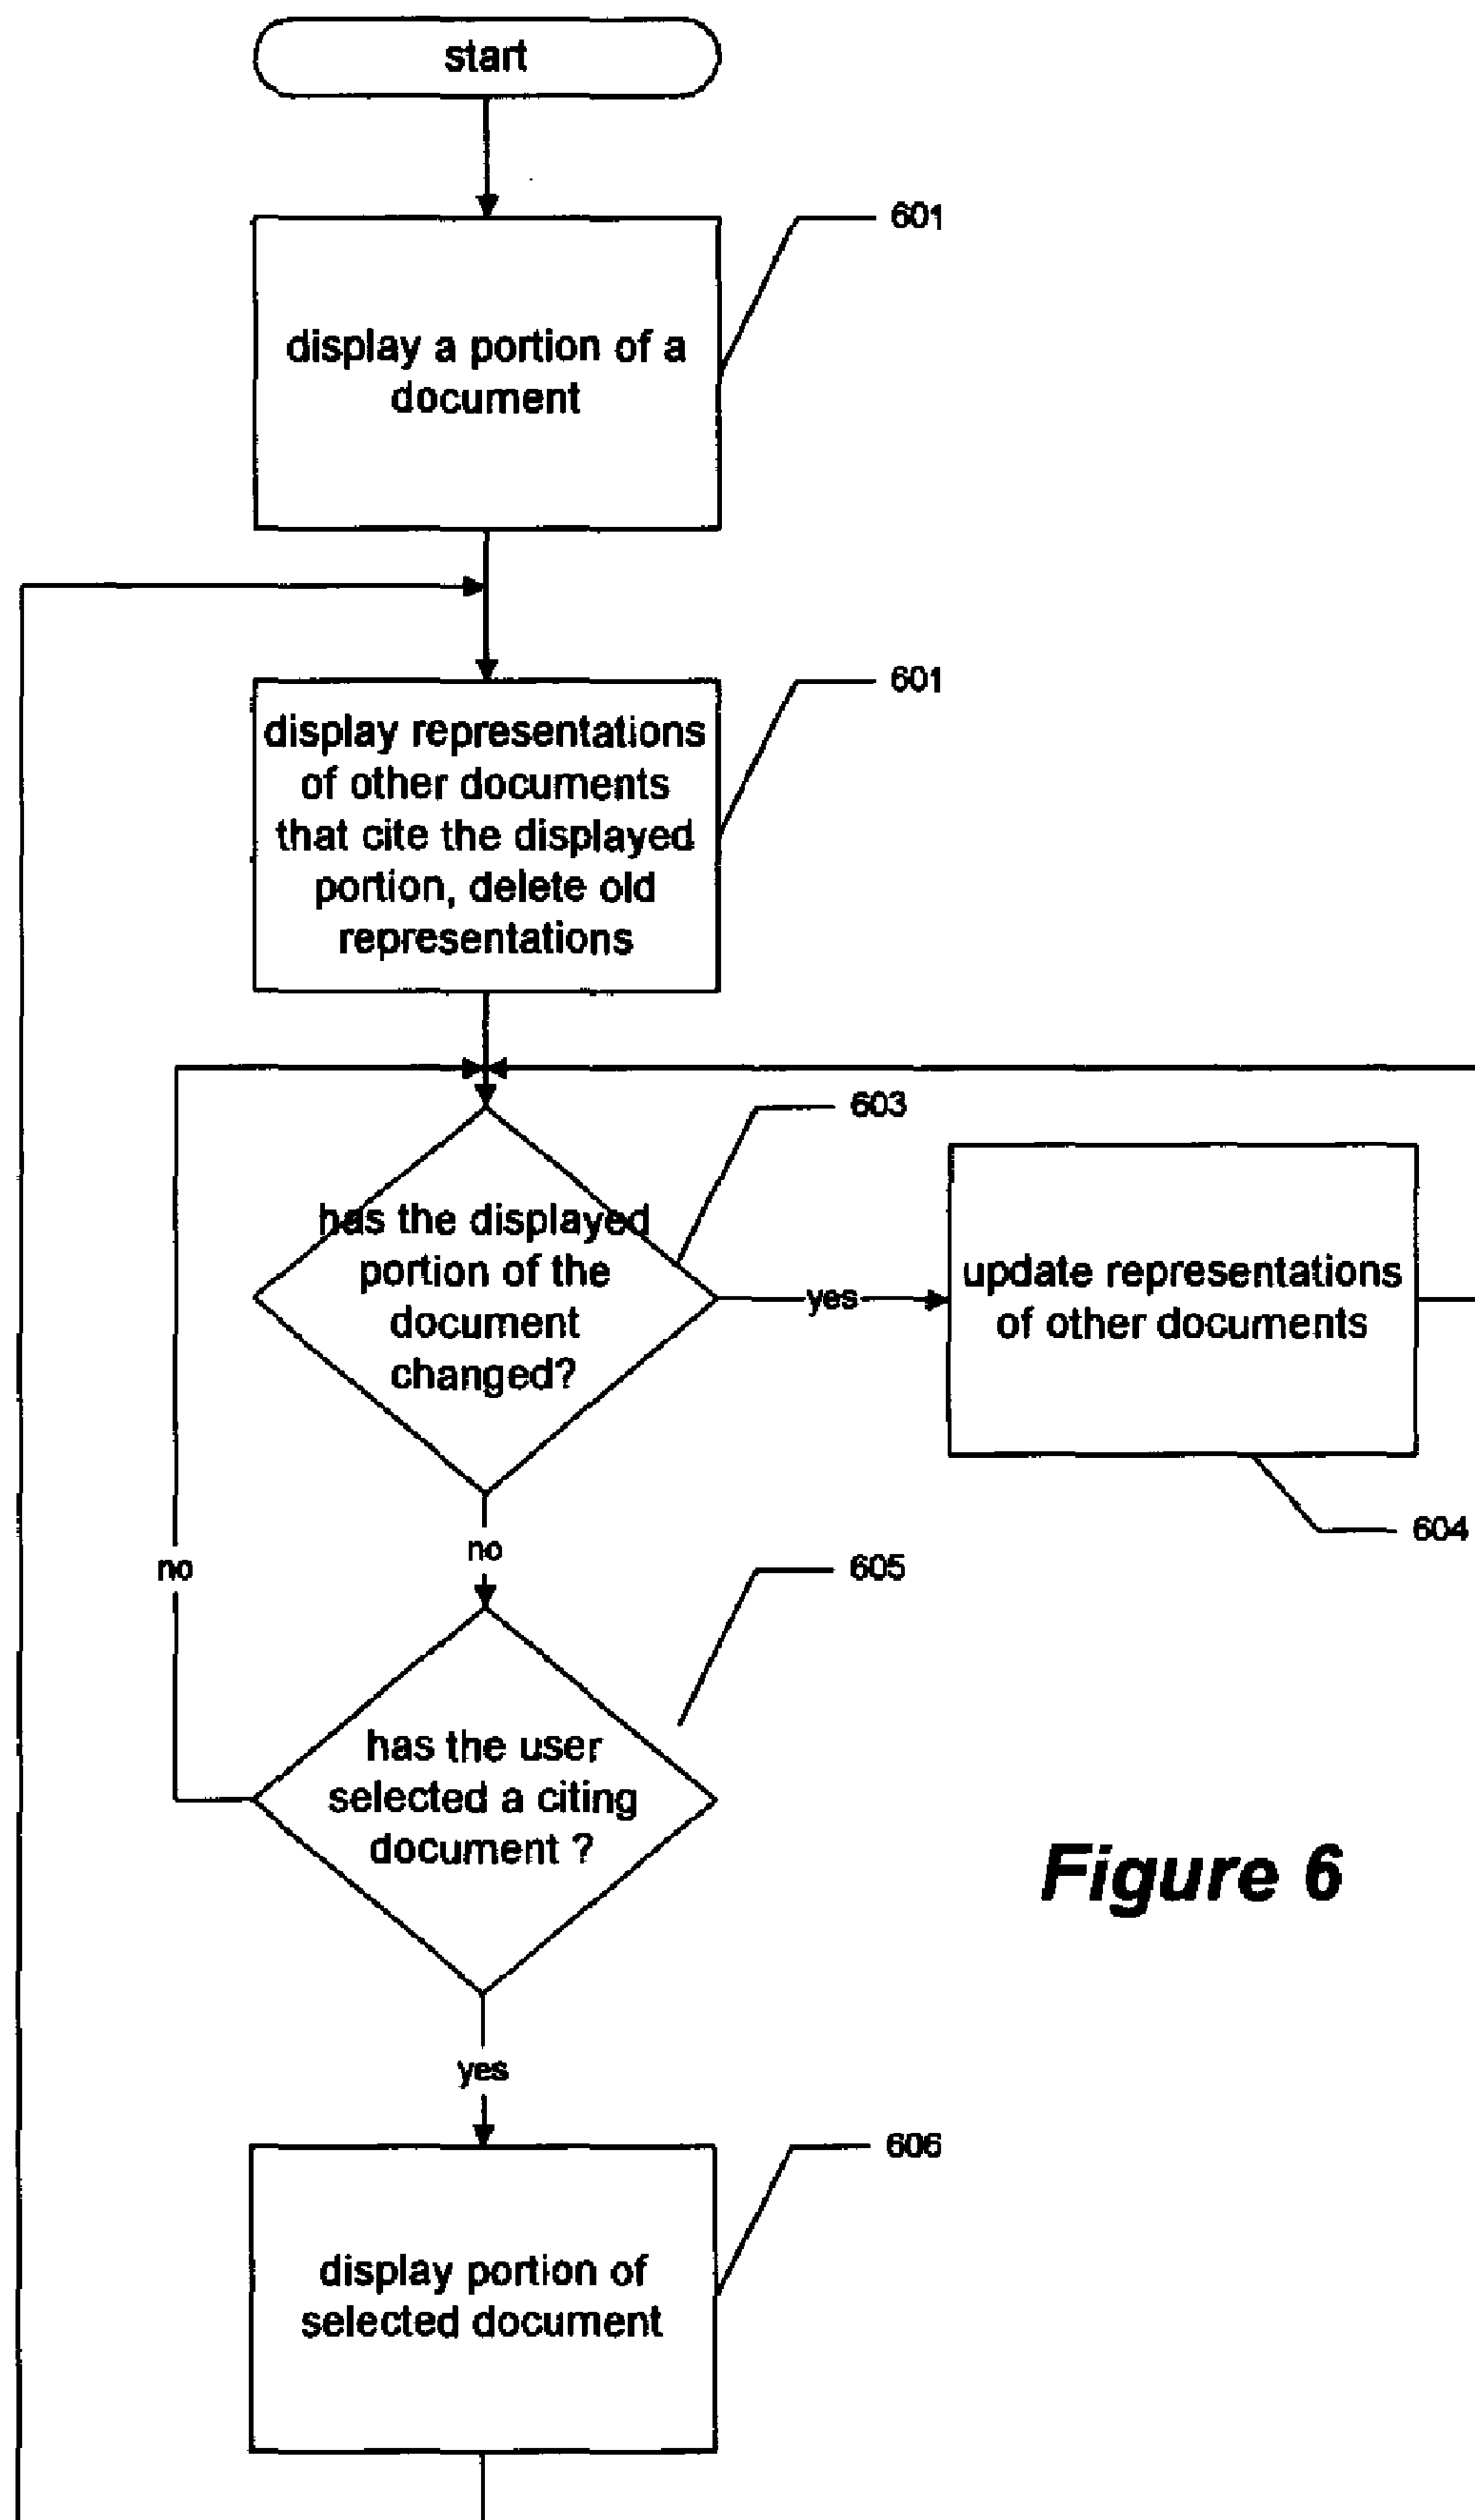 start
601
display a portion of a
document
601
display representations
of other documents
that cite the displayed
portion, delete old
representations
603
has the displayed
portion of the
document
changed?
yes
update representations
of other documents
604
no
no
605
has the user
selected a citing
document ?
Figure 6
yes
606
display portion of
selected document